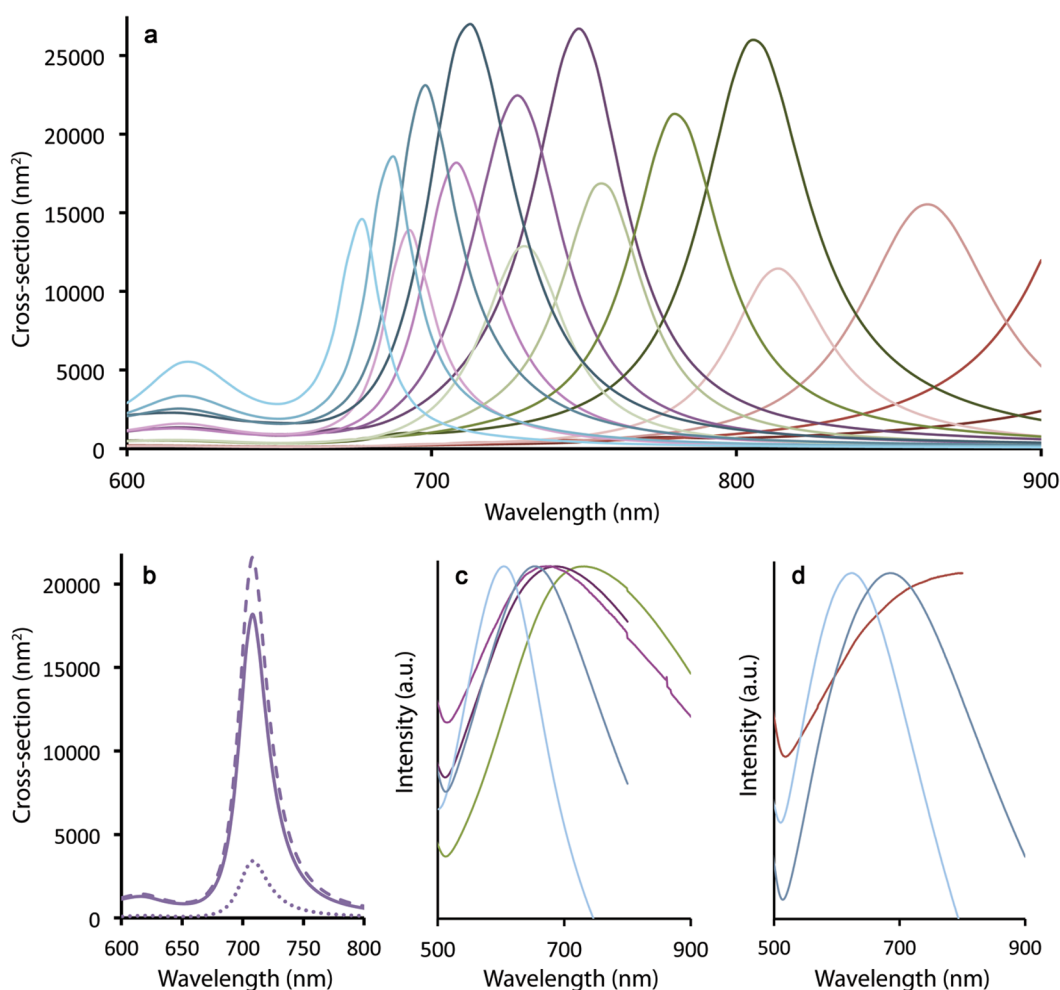 a
25000
20000
15000
10000
5000
0
Cross-section (nm²)
600 700 800 900
Wavelength (nm)
b
20000
15000
10000
5000
0
Cross-section (nm²)
600 650 700 750 800
Wavelength (nm)
c
Intensity (a.u.)
500 700 900
Wavelength (nm)
d
Intensity (a.u.)
500 700 900
Wavelength (nm)